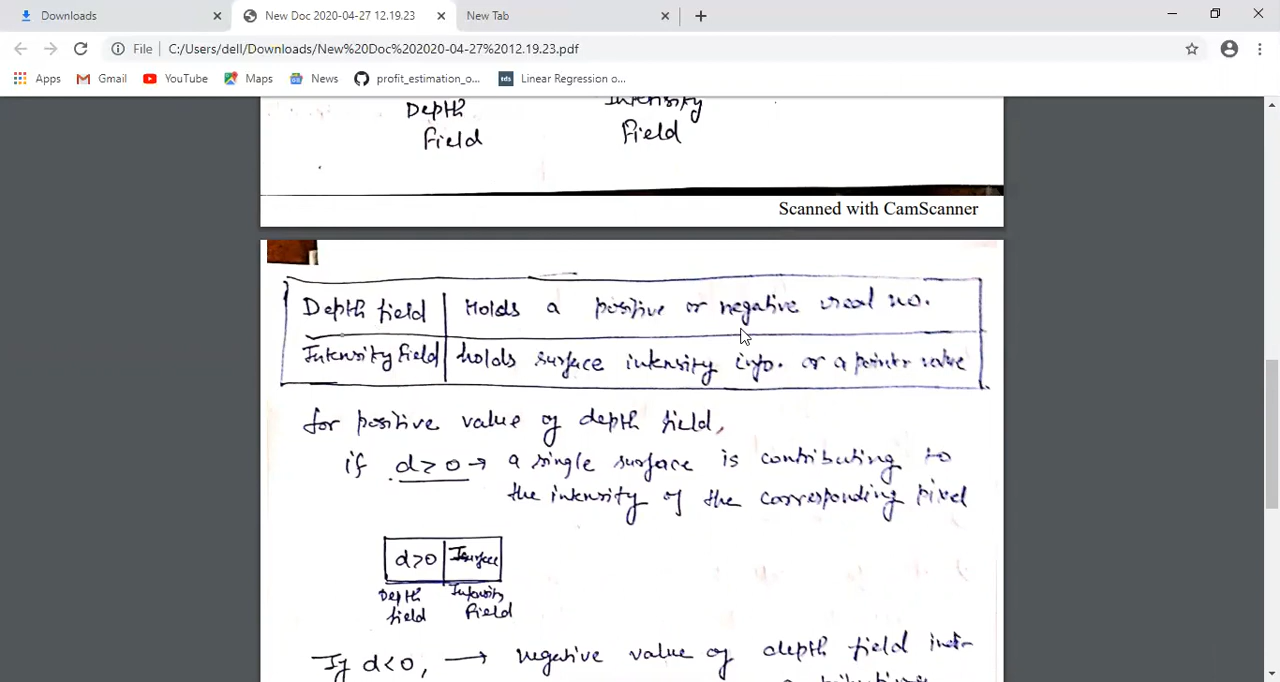 Downloads
New Doc 2020-04-27 12.19.23
New Tab
File
C:/Users/dell/Downloads/New%20Doc%202020-04-27%2012.19.23.pdf
Apps
Gmail
YouTube
Maps
News
profit_estimation_o...
Linear Regression o...
Depth Intensity
field field
Scanned with CamScanner
Depth field Holds a positive or negative real no.
Intensity field holds surface intensity info. or a pointer value
for positive value of depth field,
if d≥0→ a single surface is contributing to
the intensity of the corresponding pixel
d>0 Isurface
Depth Intensity
field field
If d<0, → negative value of depth field